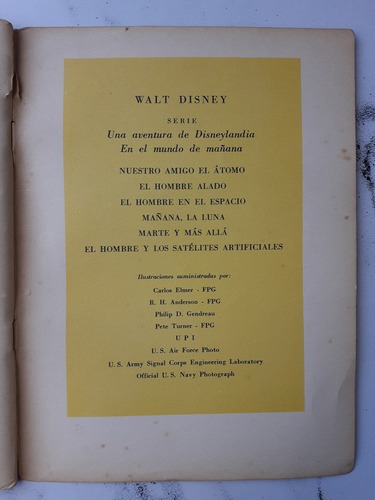 WALT DISNEY
SERIE
Una aventura de Disneylandia
En el mundo de mañana
NUESTRO AMIGO EL ÁTOMO
EL HOMBRE ALADO
EL HOMBRE EN EL ESPACIO
MAÑANA, LA LUNA
MARTE Y MÁS ALLÁ
EL HOMBRE Y LOS SATÉLITES ARTIFICIALES
Ilustraciones suministradas por:
Carlos Elmer - FPG
R. H. Anderson - FPG
Philip D. Gendreau
Pete Turner - FPG
U P I
U. S. Air Force Photo
U. S. Army Signal Corps Engineering Laboratory
Official U. S. Navy Photograph